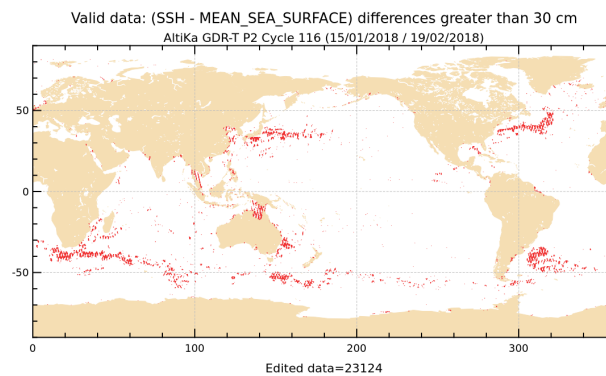 Valid data: (SSH - MEAN_SEA_SURFACE) differences greater than 30 cm
AltiKa GDR-T P2 Cycle 116 (15/01/2018 / 19/02/2018)
50
0
-50
0
100
200
300
Edited data=23124